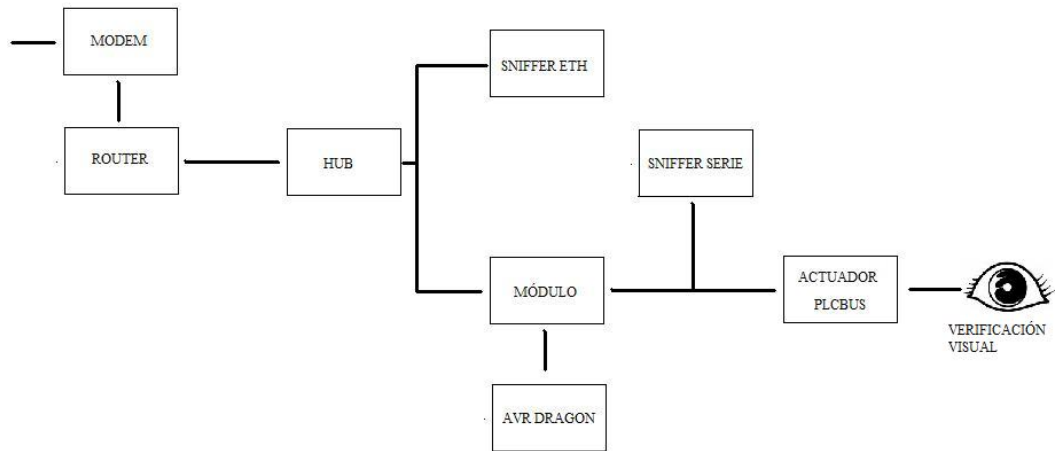 MODEM
SNIFFER ETH
ROUTER
HUB
SNIFFER SERIE
MÓDULO
ACTUADOR
PLCBUS
VERIFICACIÓN
VISUAL
AVR DRAGON